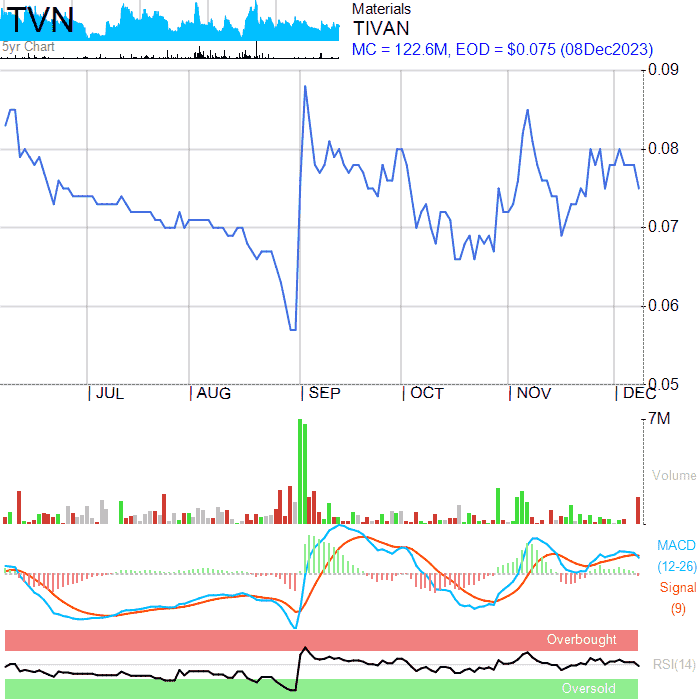 TVN
5yr Chart
Materials
TIVAN
MC = 122.6M, EOD = $0.075 (08Dec2023)
0.09
0.08
0.07
0.06
0.05
JUL AUG SEP OCT NOV DEC
7M
Volume
MACD
(12-26)
Signal
(9)
Overbought
RSI(14)
Oversold